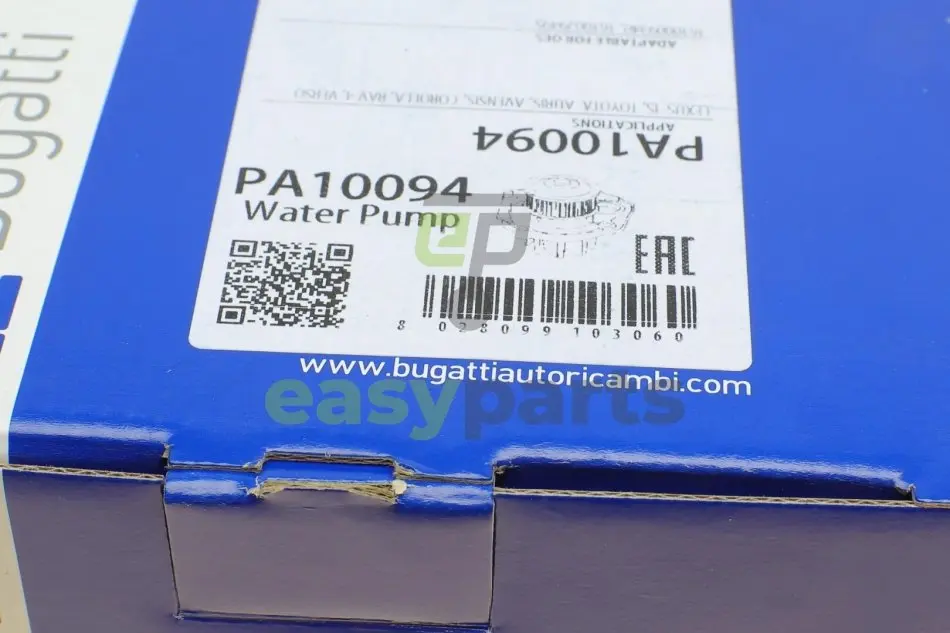 Bugatti
ADAPTABLE FOR OES
LEXUS IS, TOYOTA AURIS, AVENSIS, COROLLA, RAV 4, VERSO
APPLICATIONS
PA10094
PA10094
Water Pump
EAC
8 028099 103060
www.bugattiautoricambi.com
ep
easyparts